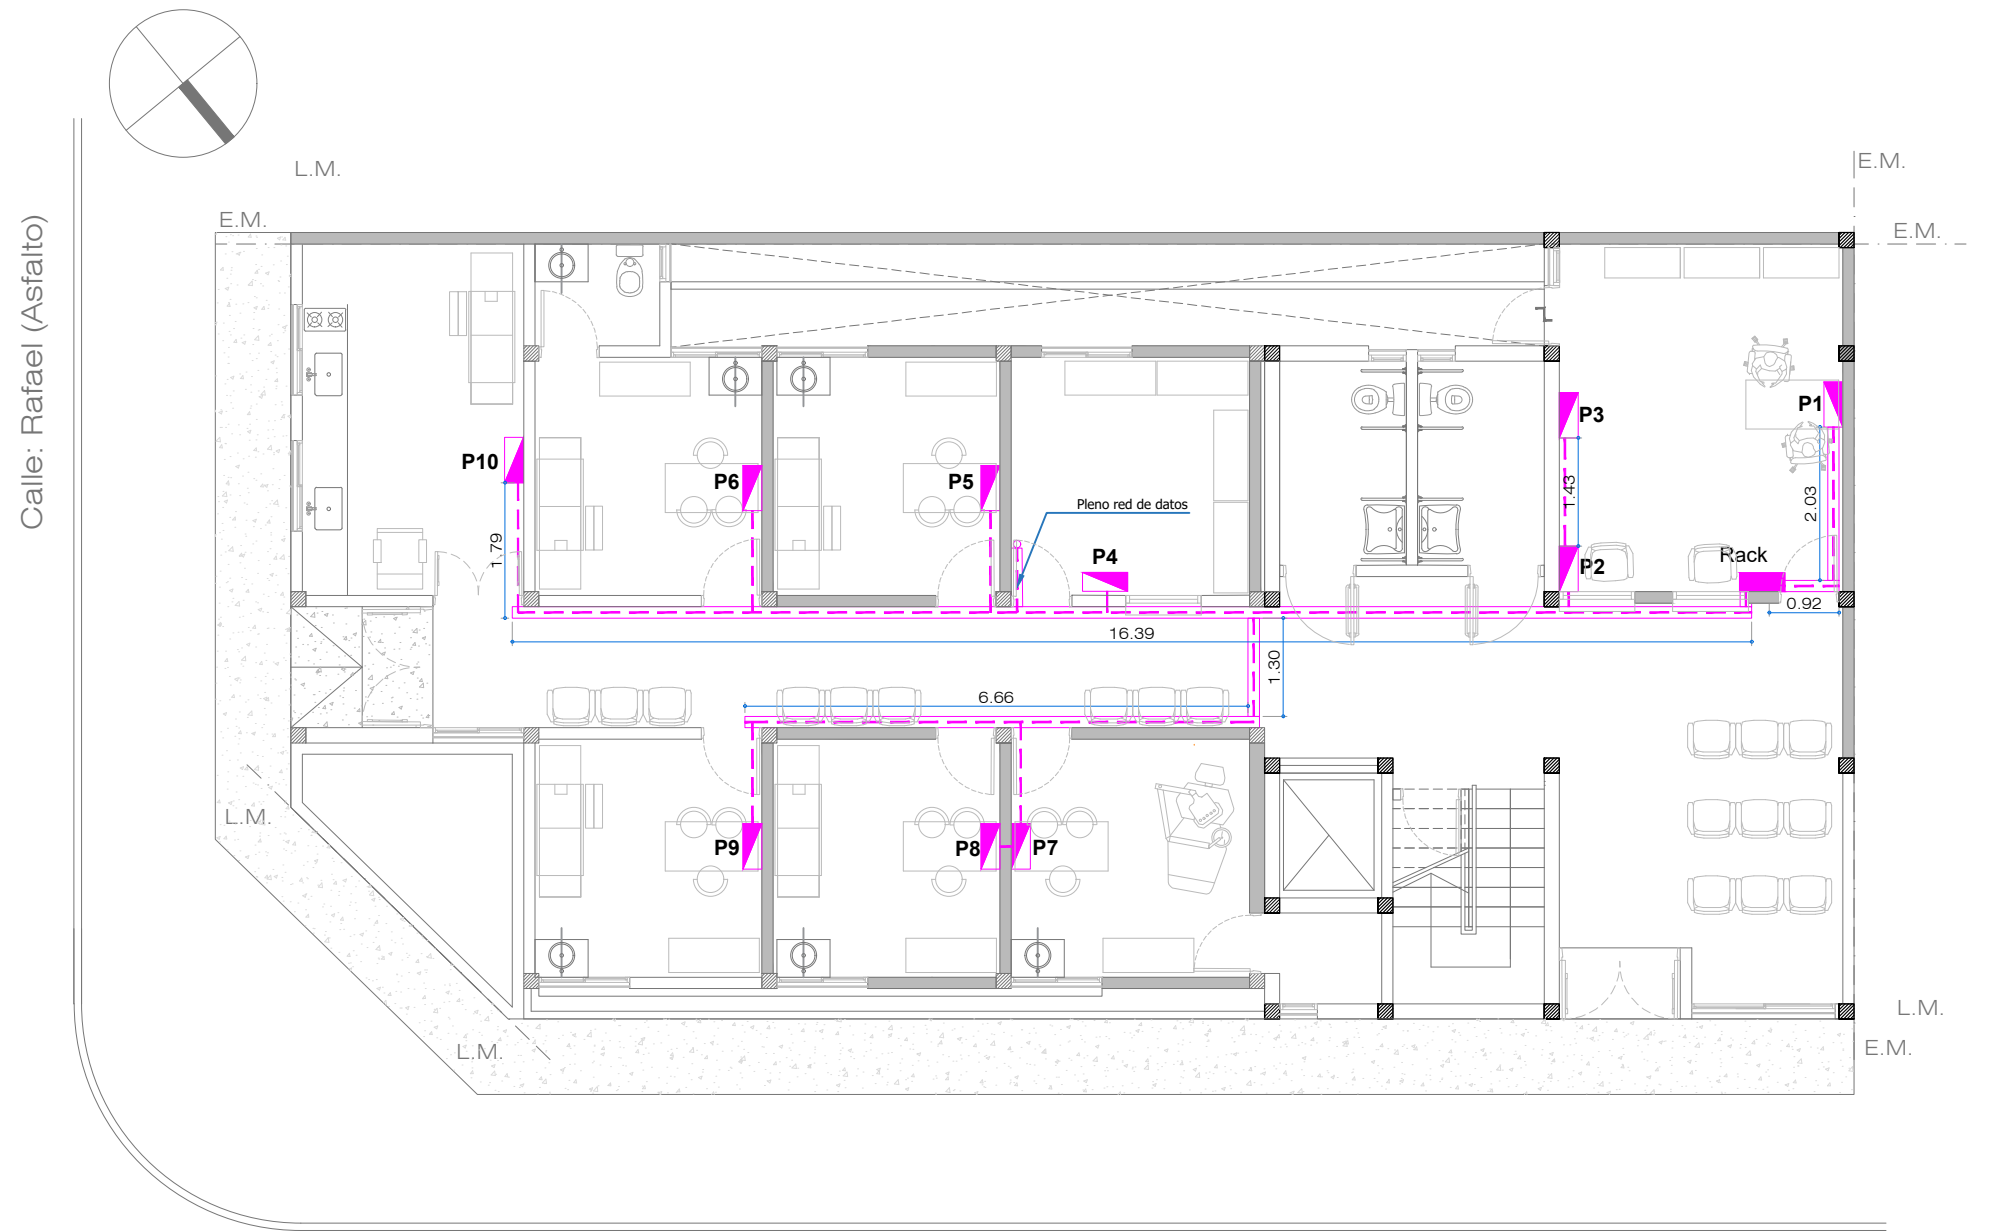 L.M.
E.M.
E.M.
E.M.
Calle: Rafael (Asfalto)
P1
P3
P10
P6
P5
1.43
2.03
Pleno red de datos
1.79
P4
P2
Rack
0.92
16.39
1.30
6.66
L.M.
P9
P8
P7
L.M.
L.M.
E.M.